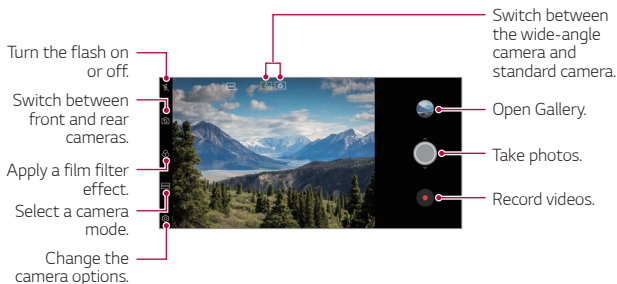 Switch between
the wide-angle
camera and
standard camera.
Turn the flash on
or off.
Switch between
front and rear
cameras.
Apply a film filter
effect.
Select a camera
mode.
Change the
camera options.
Open Gallery.
Take photos.
Record videos.